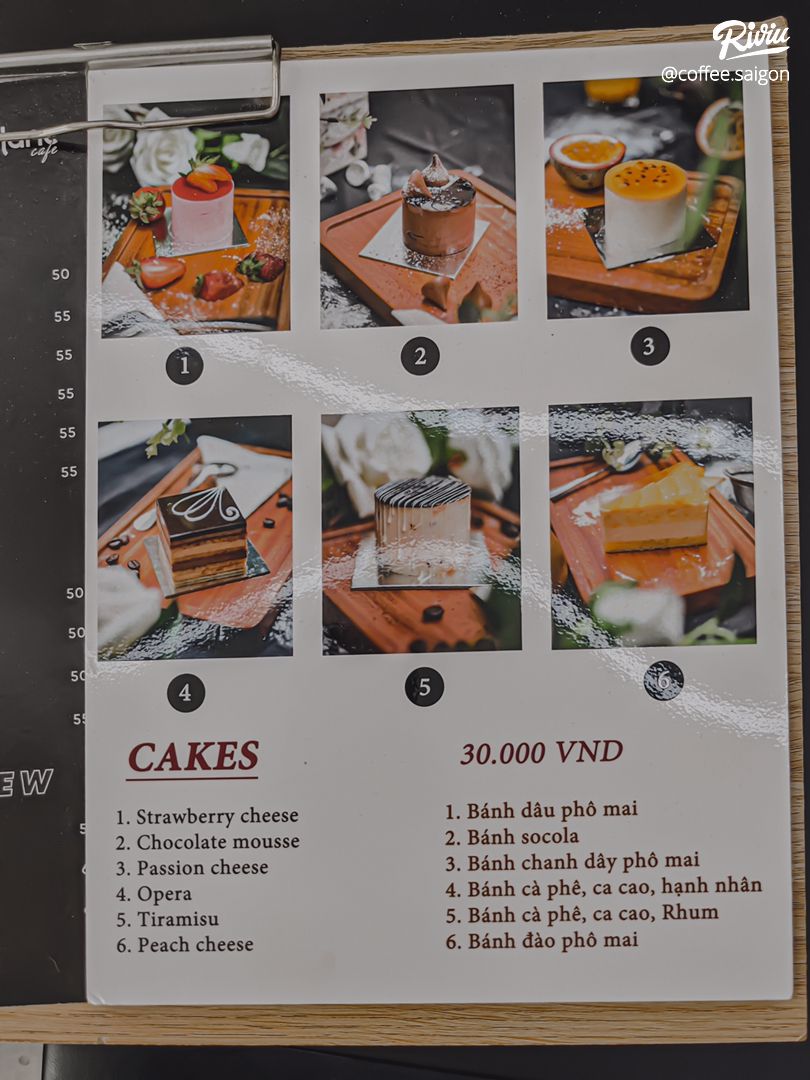 Riviu
@coffee.saigon
cafe
50
55
55
55
55
55
50
50
50
55
EW
1
2
3
4
5
6
CAKES
30.000 VND
1. Strawberry cheese
2. Chocolate mousse
3. Passion cheese
4. Opera
5. Tiramisu
6. Peach cheese
1. Bánh dâu phô mai
2. Bánh socola
3. Bánh chanh dây phô mai
4. Bánh cà phê, ca cao, hạnh nhân
5. Bánh cà phê, ca cao, Rhum
6. Bánh đào phô mai